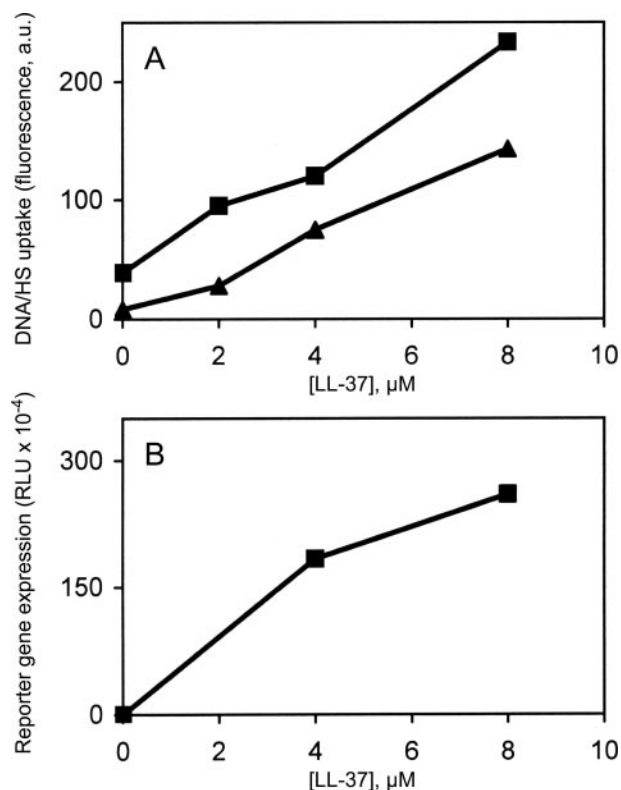 A
DNA/HS uptake (fluorescence, a.u.)
200
100
0
0 2 4 6 8 10
[LL-37], µM
B
Reporter gene expression (RLU x 10-4)
300
150
0
0 2 4 6 8 10
[LL-37], µM